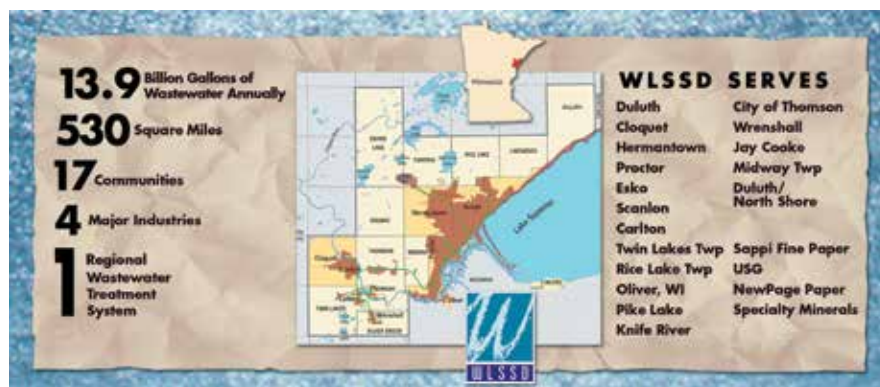 13.9 Billion Gallons of
Wastewater Annually
530 Square Miles
17 Communities
4 Major Industries
1 Regional
Wastewater
Treatment
System
Lake Superior
WLSSD
WLSSD SERVES
Duluth
Cloquet
Hermantown
Proctor
Esko
Scanlon
Carlton
Twin Lakes Twp
Rice Lake Twp
Oliver, WI
Pike Lake
Knife River
City of Thomson
Wrenshall
Jay Cooke
Midway Twp
Duluth/
North Shore
Sappi Fine Paper
USG
NewPage Paper
Specialty Minerals